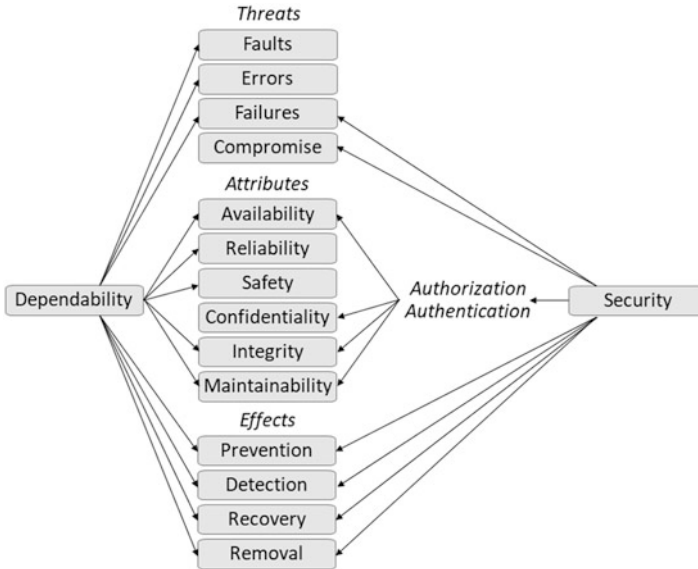 Threats
Faults
Errors
Failures
Compromise
Attributes
Availability
Reliability
Safety
Confidentiality
Integrity
Maintainability
Effects
Prevention
Detection
Recovery
Removal
Dependability
Authorization
Authentication
Security